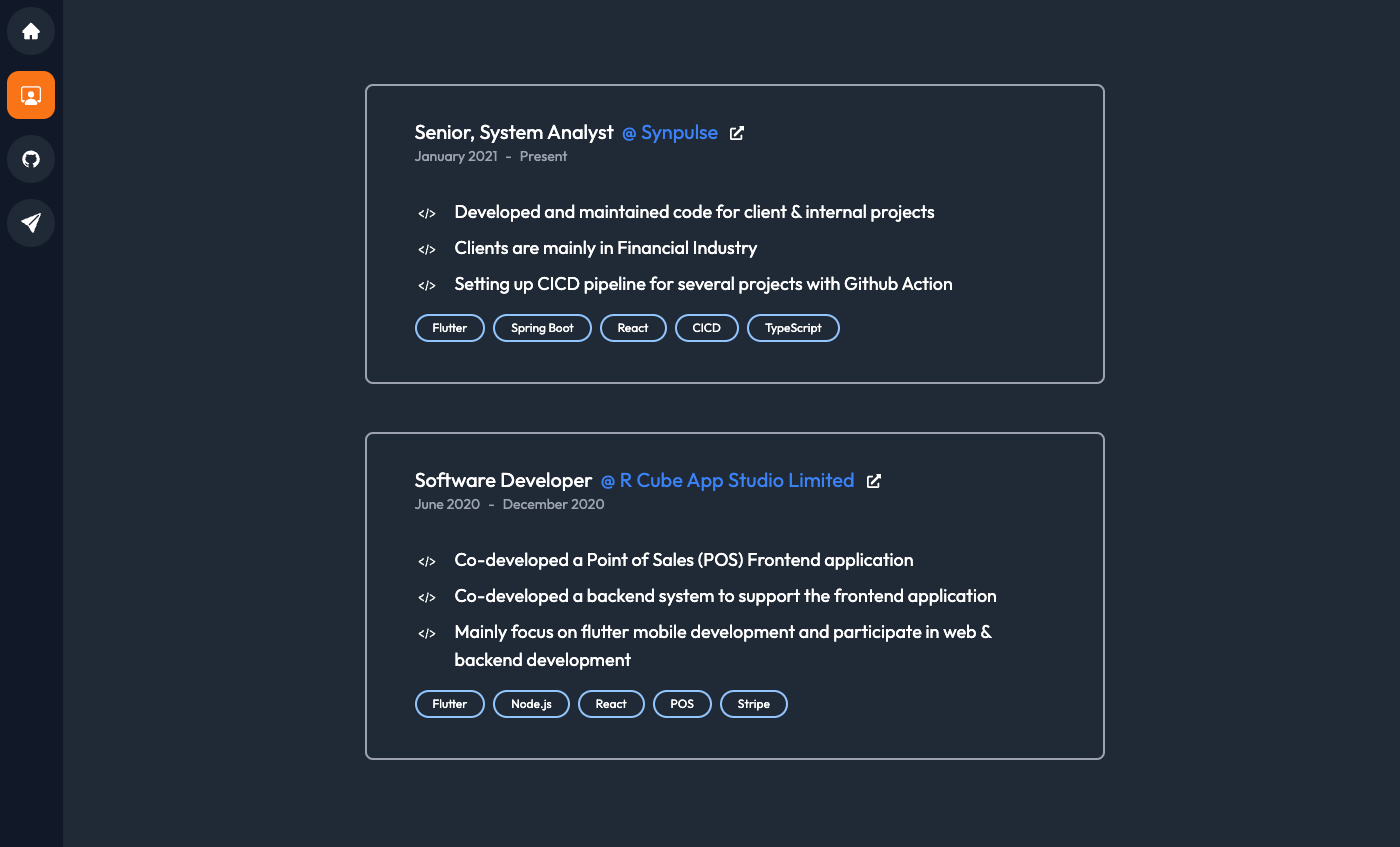 Senior, System Analyst @ Synpulse
January 2021 - Present
</> Developed and maintained code for client & internal projects
</> Clients are mainly in Financial Industry
</> Setting up CICD pipeline for several projects with Github Action
Flutter Spring Boot React CICD TypeScript
Software Developer @ R Cube App Studio Limited
June 2020 - December 2020
</> Co-developed a Point of Sales (POS) Frontend application
</> Co-developed a backend system to support the frontend application
</> Mainly focus on flutter mobile development and participate in web &
backend development
Flutter Node.js React POS Stripe